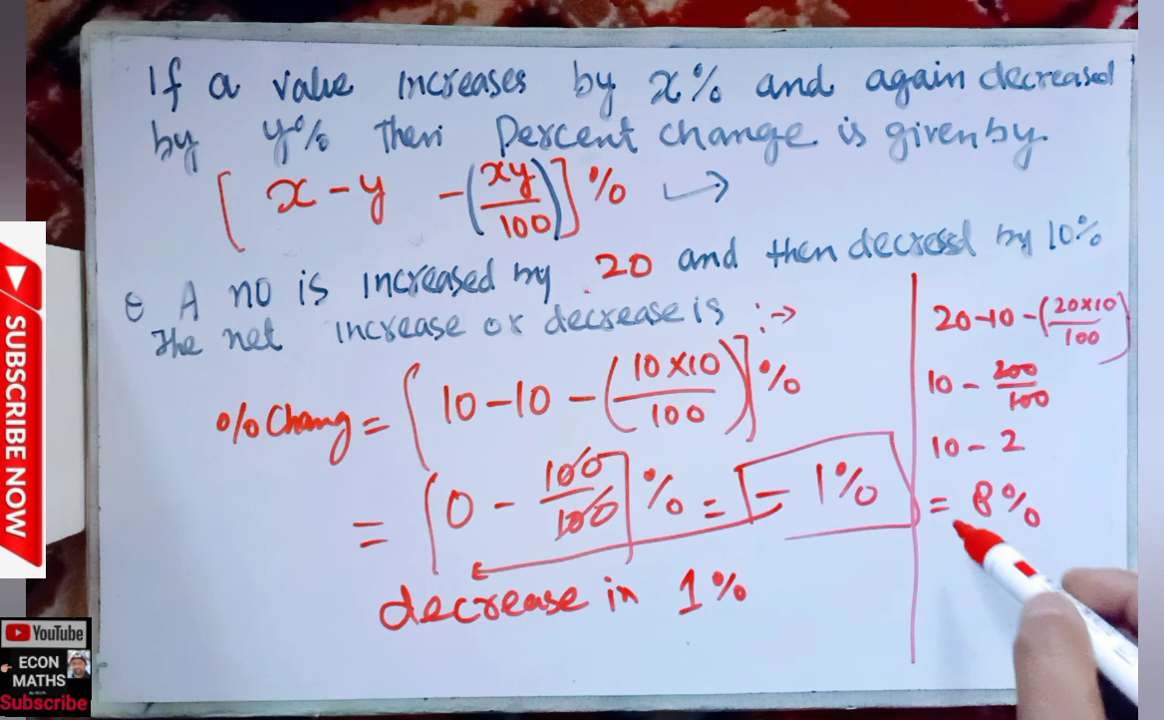 If a value increases by x% and again decreased
by y% then Percent change is given by.
[ x - y - (xy/100) ] %
Q A no is increased by 20 and then decresd by 10%
The net increase or decrease is :→
% Chang = [ 10 - 10 - ( 10 × 10 / 100 ) ] %
= [ 0 - 100/100 ] % = - 1%
decrease in 1%
20-10 - (20×10/100)
10 - 200/100
10 - 2
= 8%
SUBSCRIBE NOW
YouTube
ECON
MATHS
Subscribe